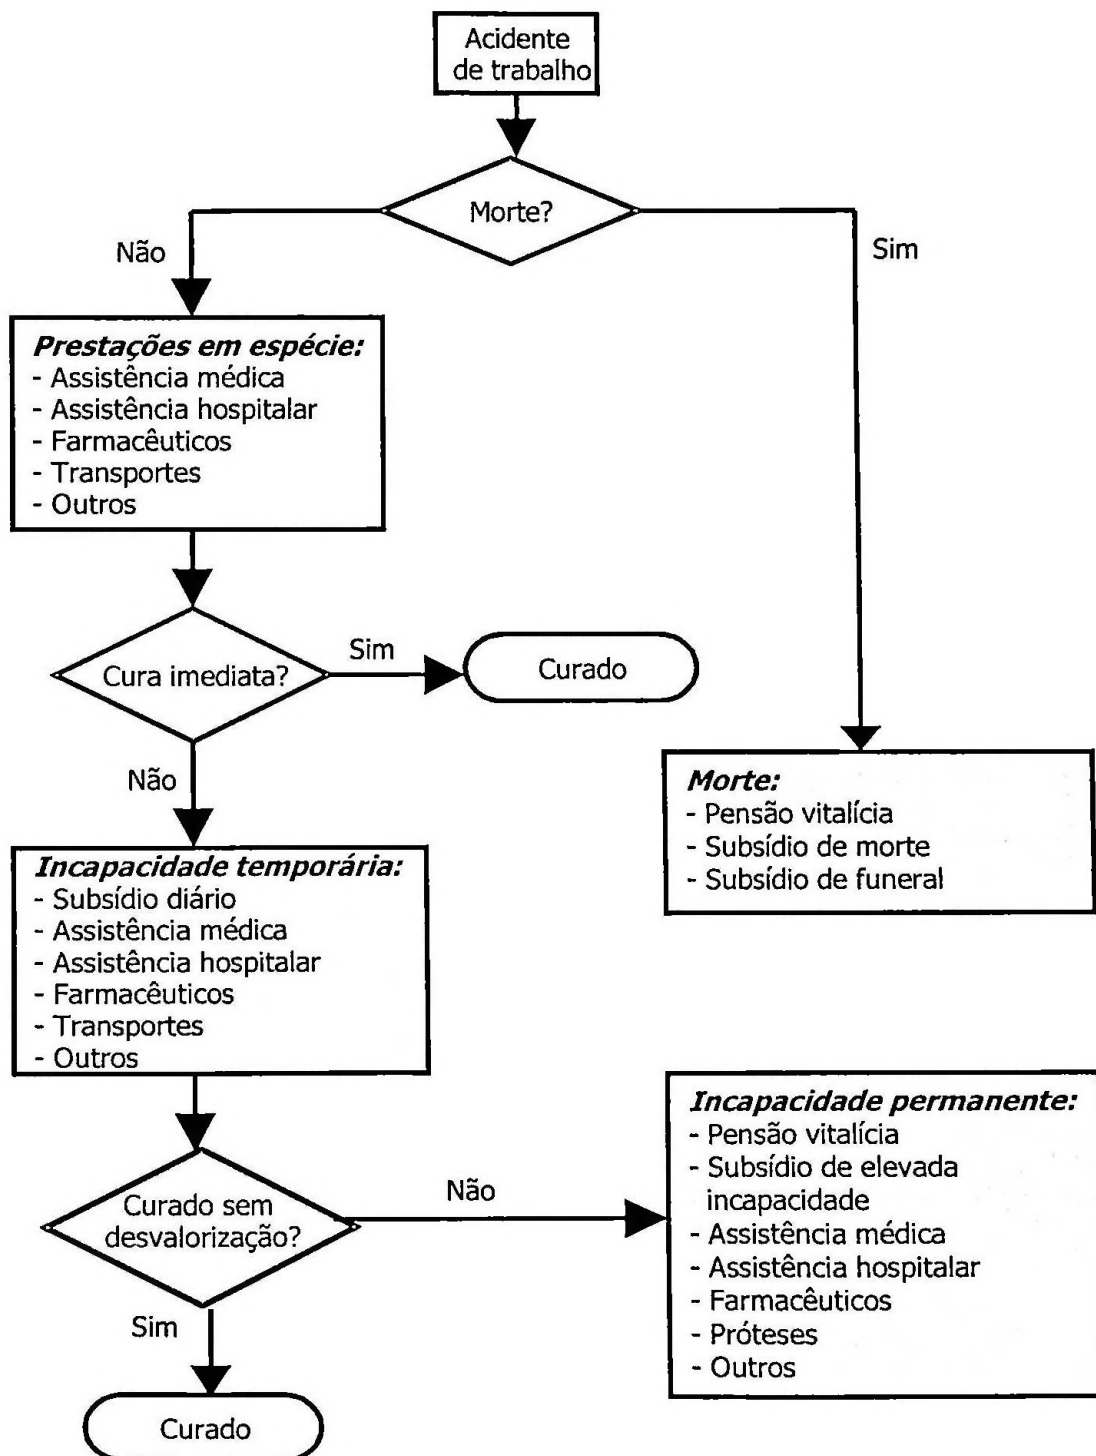 Acidente
de trabalho
Morte?
Não
Sim
Prestações em espécie:
- Assistência médica
- Assistência hospitalar
- Farmacêuticos
- Transportes
- Outros
Cura imediata?
Sim
Curado
Não
Morte:
- Pensão vitalícia
- Subsídio de morte
- Subsídio de funeral
Incapacidade temporária:
- Subsídio diário
- Assistência médica
- Assistência hospitalar
- Farmacêuticos
- Transportes
- Outros
Curado sem
desvalorização?
Não
Incapacidade permanente:
- Pensão vitalícia
- Subsídio de elevada
incapacidade
- Assistência médica
- Assistência hospitalar
- Farmacêuticos
- Próteses
- Outros
Sim
Curado